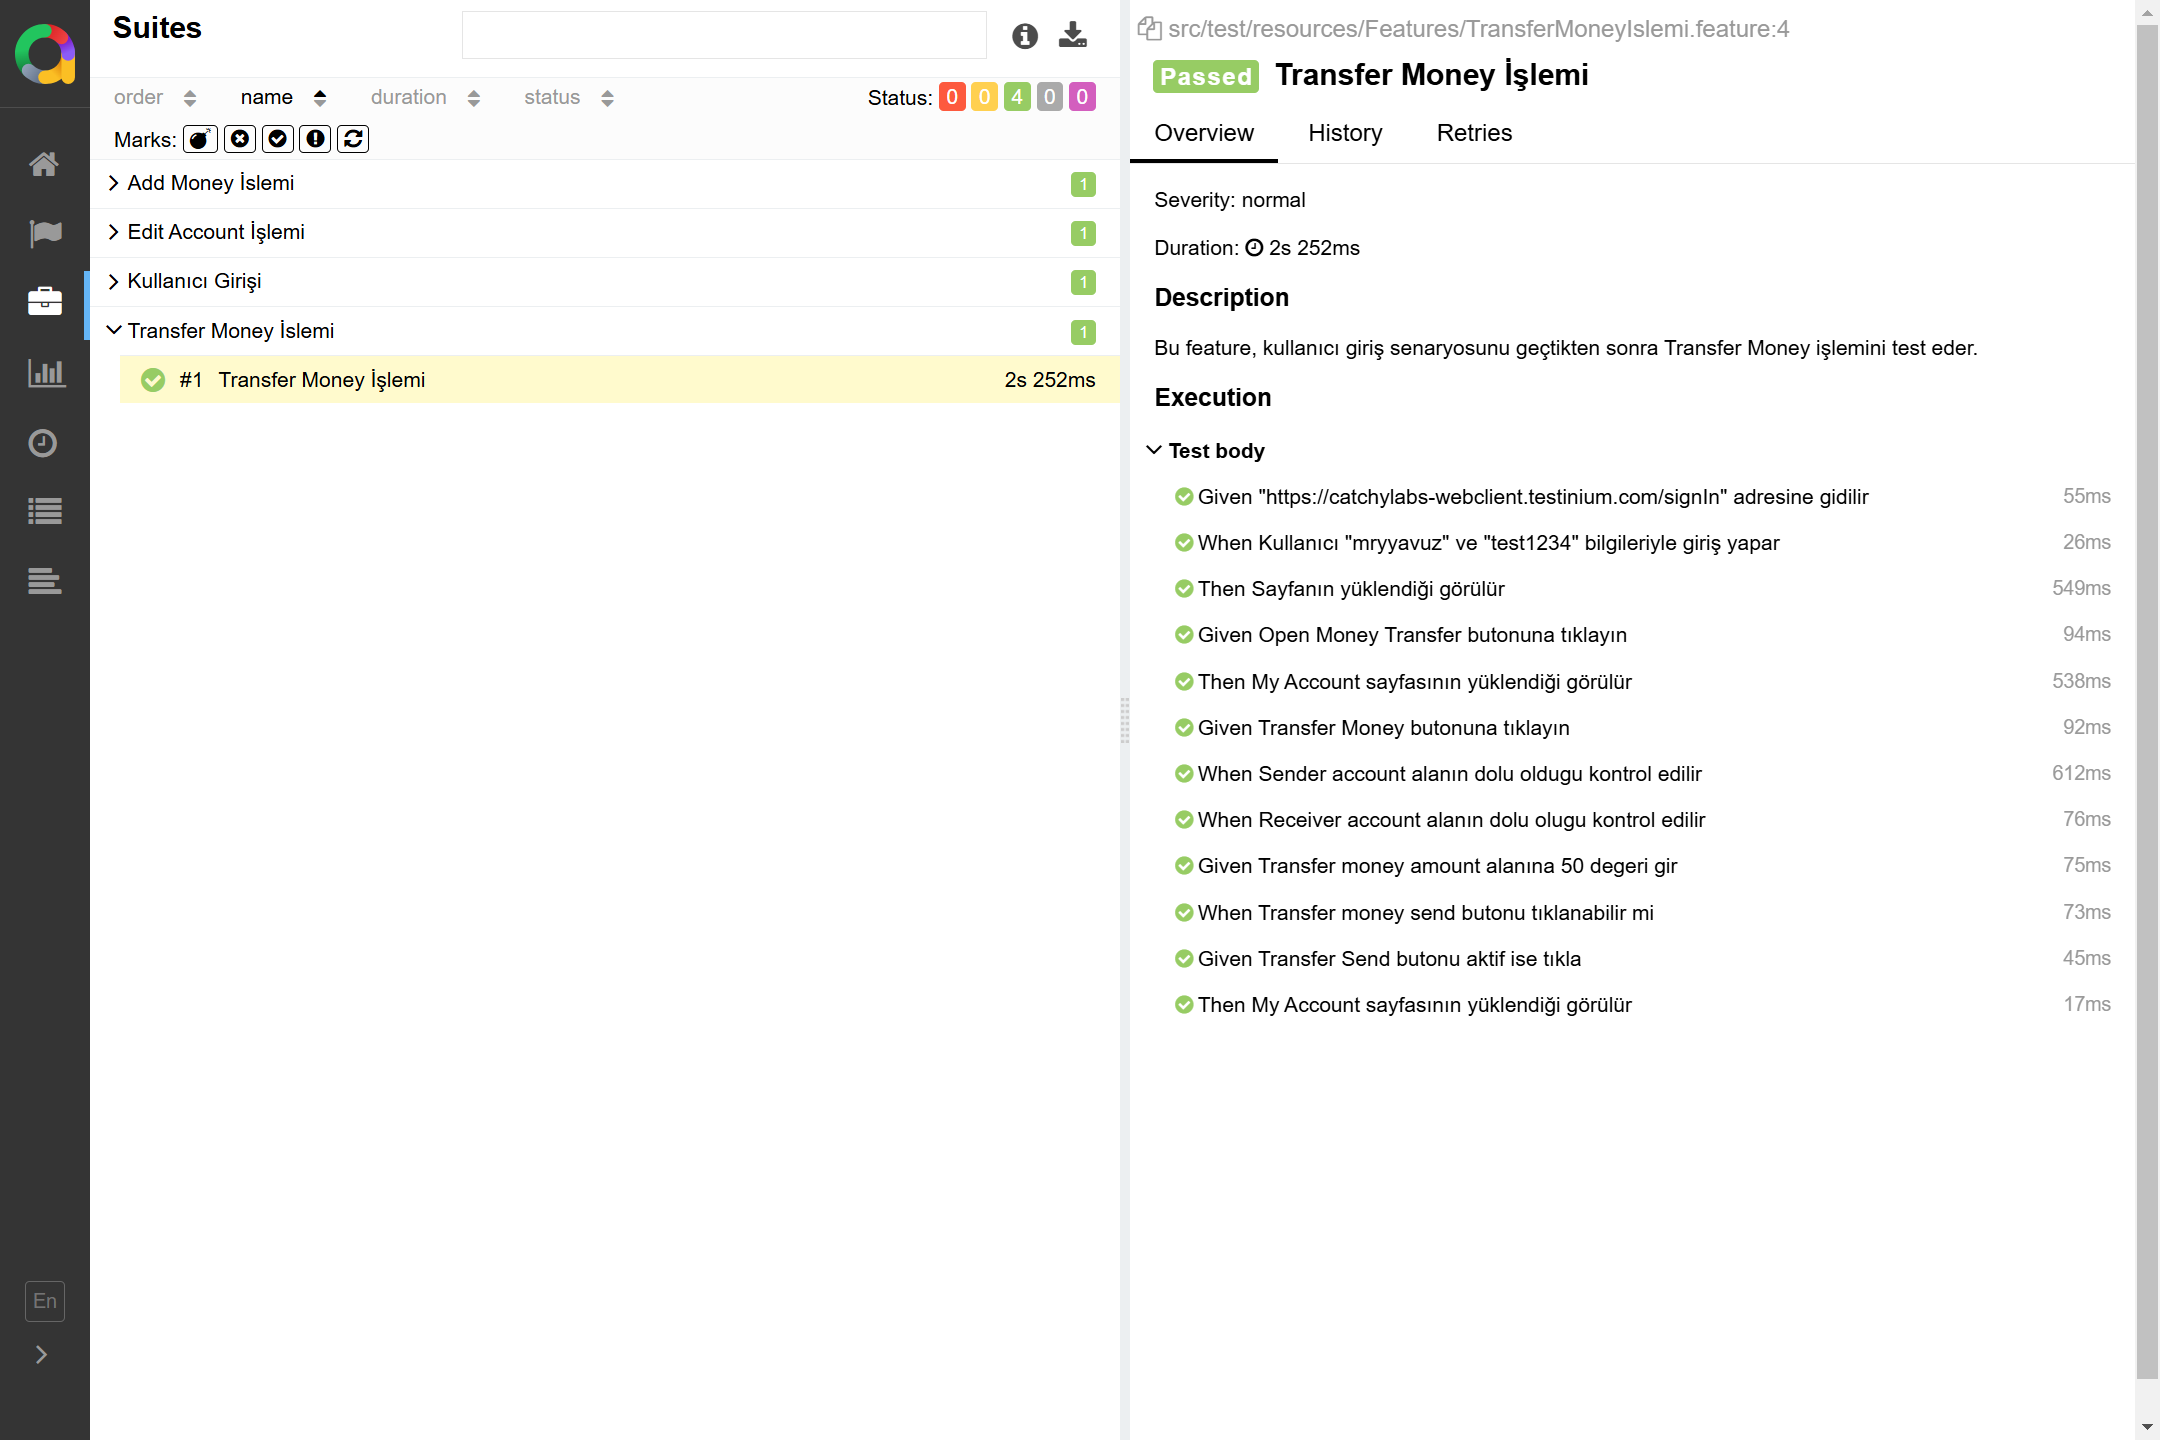 Suites
order name duration status Status: 0 0 4 0 0
Marks:
Add Money İslemi 1
Edit Account İşlemi 1
Kullanıcı Girişi 1
Transfer Money İslemi 1
#1 Transfer Money İşlemi 2s 252ms
En
src/test/resources/Features/TransferMoneyIslemi.feature:4
Passed Transfer Money İşlemi
Overview History Retries
Severity: normal
Duration: 2s 252ms
Description
Bu feature, kullanıcı giriş senaryosunu geçtikten sonra Transfer Money işlemini test eder.
Execution
Test body
Given "https://catchylabs-webclient.testinium.com/signIn" adresine gidilir 55ms
When Kullanıcı "mryyavuz" ve "test1234" bilgileriyle giriş yapar 26ms
Then Sayfanın yüklendiği görülür 549ms
Given Open Money Transfer butonuna tıklayın 94ms
Then My Account sayfasının yüklendiği görülür 538ms
Given Transfer Money butonuna tıklayın 92ms
When Sender account alanın dolu oldugu kontrol edilir 612ms
When Receiver account alanın dolu olugu kontrol edilir 76ms
Given Transfer money amount alanına 50 degeri gir 75ms
When Transfer money send butonu tıklanabilir mi 73ms
Given Transfer Send butonu aktif ise tıkla 45ms
Then My Account sayfasının yüklendiği görülür 17ms